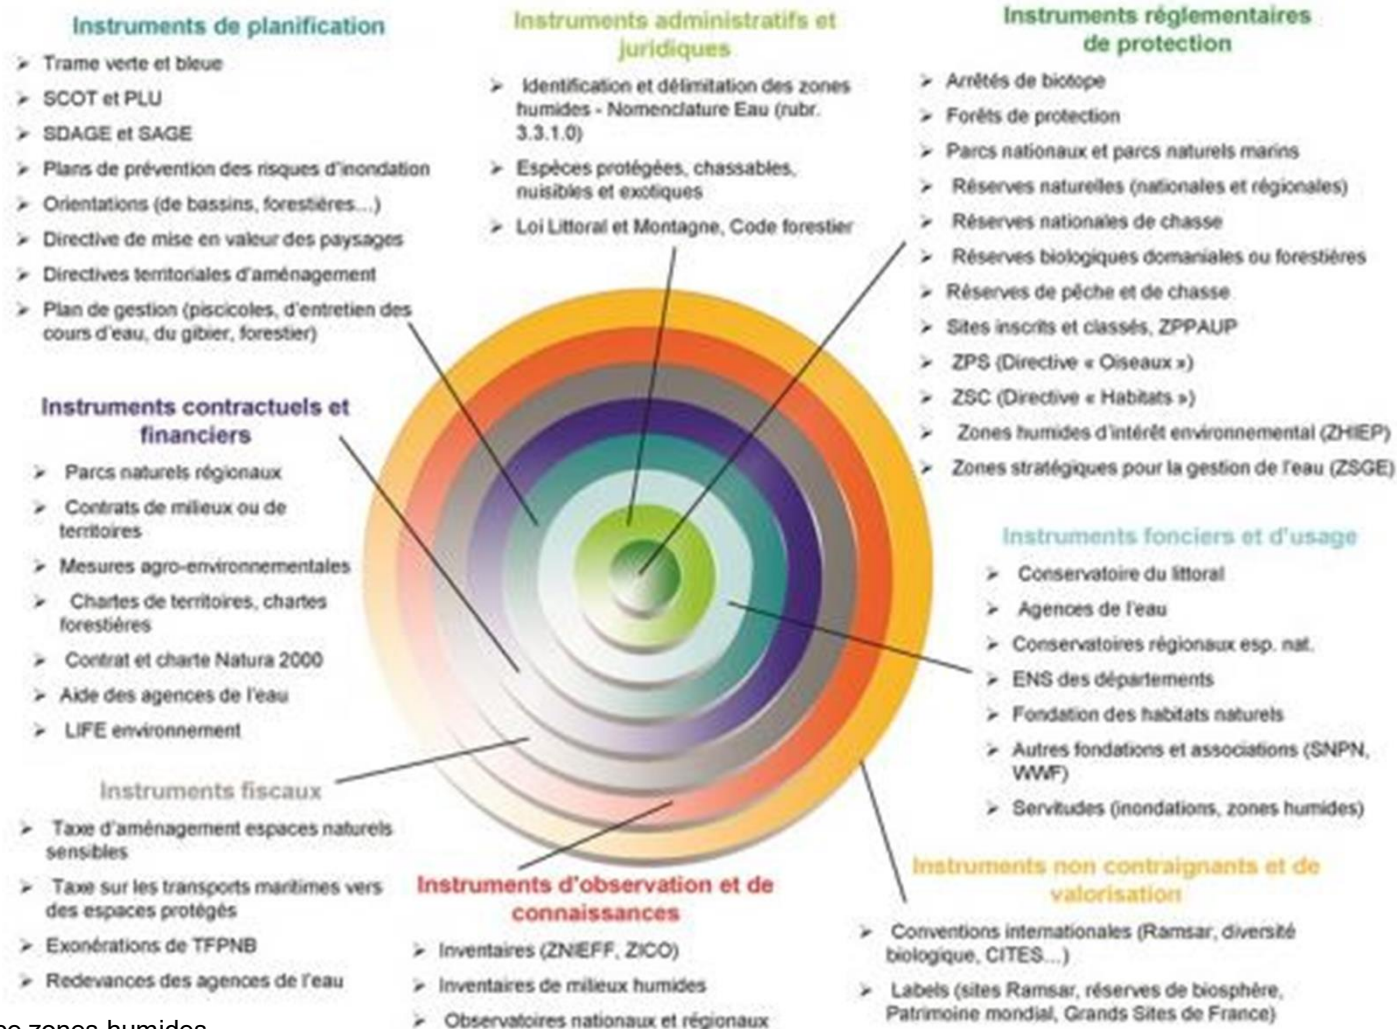 Instruments de planification
➤ Trame verte et bleue
➤ SCOT et PLU
➤ SDAGE et SAGE
➤ Plans de prévention des risques d'inondation
➤ Orientations (de bassins, forestières...)
➤ Directive de mise en valeur des paysages
➤ Directives territoriales d'aménagement
➤ Plan de gestion (piscicoles, d'entretien des
cours d'eau, du gibier, forestier)
Instruments administratifs et
juridiques
➤ Identification et délimitation des zones
humides - Nomenclature Eau (rubr.
3.3.1.0)
➤ Espèces protégées, chassables,
nuisibles et exotiques
➤ Loi Littoral et Montagne, Code forestier
Instruments réglementaires
de protection
➤ Arrêtés de biotope
➤ Forêts de protection
➤ Parcs nationaux et parcs naturels marins
➤ Réserves naturelles (nationales et régionales)
➤ Réserves nationales de chasse
➤ Réserves biologiques domaniales ou forestières
➤ Réserves de pêche et de chasse
➤ Sites inscrits et classés, ZPPAUP
➤ ZPS (Directive « Oiseaux »)
➤ ZSC (Directive « Habitats »)
➤ Zones humides d'intérêt environnemental (ZHIEP)
➤ Zones stratégiques pour la gestion de l'eau (ZSGE)
Instruments contractuels et
financiers
➤ Parcs naturels régionaux
➤ Contrats de milieux ou de
territoires
➤ Mesures agro-environnementales
➤ Chartes de territoires, chartes
forestières
➤ Contrat et charte Natura 2000
➤ Aide des agences de l'eau
➤ LIFE environnement
Instruments fonciers et d'usage
➤ Conservatoire du littoral
➤ Agences de l'eau
➤ Conservatoires régionaux esp. nat.
➤ ENS des départements
➤ Fondation des habitats naturels
➤ Autres fondations et associations (SNPN,
WWF)
➤ Servitudes (inondations, zones humides)
Instruments fiscaux
➤ Taxe d'aménagement espaces naturels
sensibles
➤ Taxe sur les transports maritimes vers
des espaces protégés
➤ Exonérations de TFPNB
➤ Redevances des agences de l'eau
Instruments d'observation et de
connaissances
➤ Inventaires (ZNIEFF, ZICO)
➤ Inventaires de milieux humides
➤ Observatoires nationaux et régionaux
Instruments non contraignants et de
valorisation
➤ Conventions internationales (Ramsar, diversité
biologique, CITES...)
➤ Labels (sites Ramsar, réserves de biosphère,
Patrimoine mondial, Grands Sites de France)
zones humides